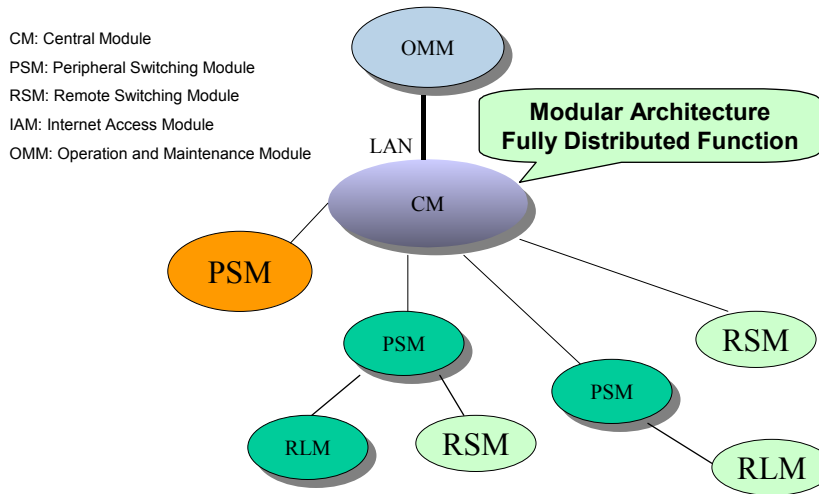 CM: Central Module
PSM: Peripheral Switching Module
RSM: Remote Switching Module
IAM: Internet Access Module
OMM: Operation and Maintenance Module
OMM
LAN
Modular Architecture
Fully Distributed Function
CM
PSM
PSM
RSM
PSM
RLM
RSM
RLM